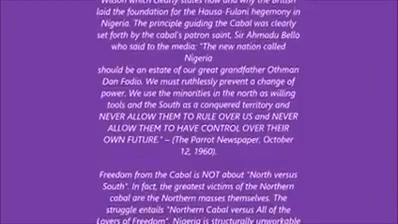 Wilson which clearly states how and why the British
laid the foundation for the Hausa-Fulani hegemony in
Nigeria. The principle guiding the Cabal was clearly
set forth by the cabal's patron saint, Sir Ahmadu Bello
who said to the media: "The new nation called
Nigeria
should be an estate of our great grandfather Othman
Dan Fodio. We must ruthlessly prevent a change of
power. We use the minorities in the north as willing
tools and the South as a conquered territory and
NEVER ALLOW THEM TO RULE OVER US and NEVER
ALLOW THEM TO HAVE CONTROL OVER THEIR
OWN FUTURE." – (The Parrot Newspaper, October
12, 1960).
Freedom from the Cabal is NOT about "North versus
South". In fact, the greatest victims of the Northern
cabal are the Northern masses themselves. The
struggle entails "Northern Cabal versus All of the
Lovers of Freedom". Nigeria is structurally unworkable